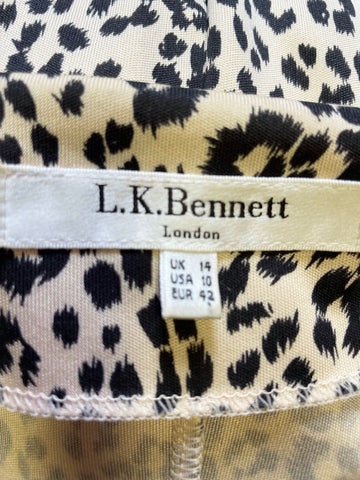 L.K.Bennett
London
UK 14
USA 10
EUR 42